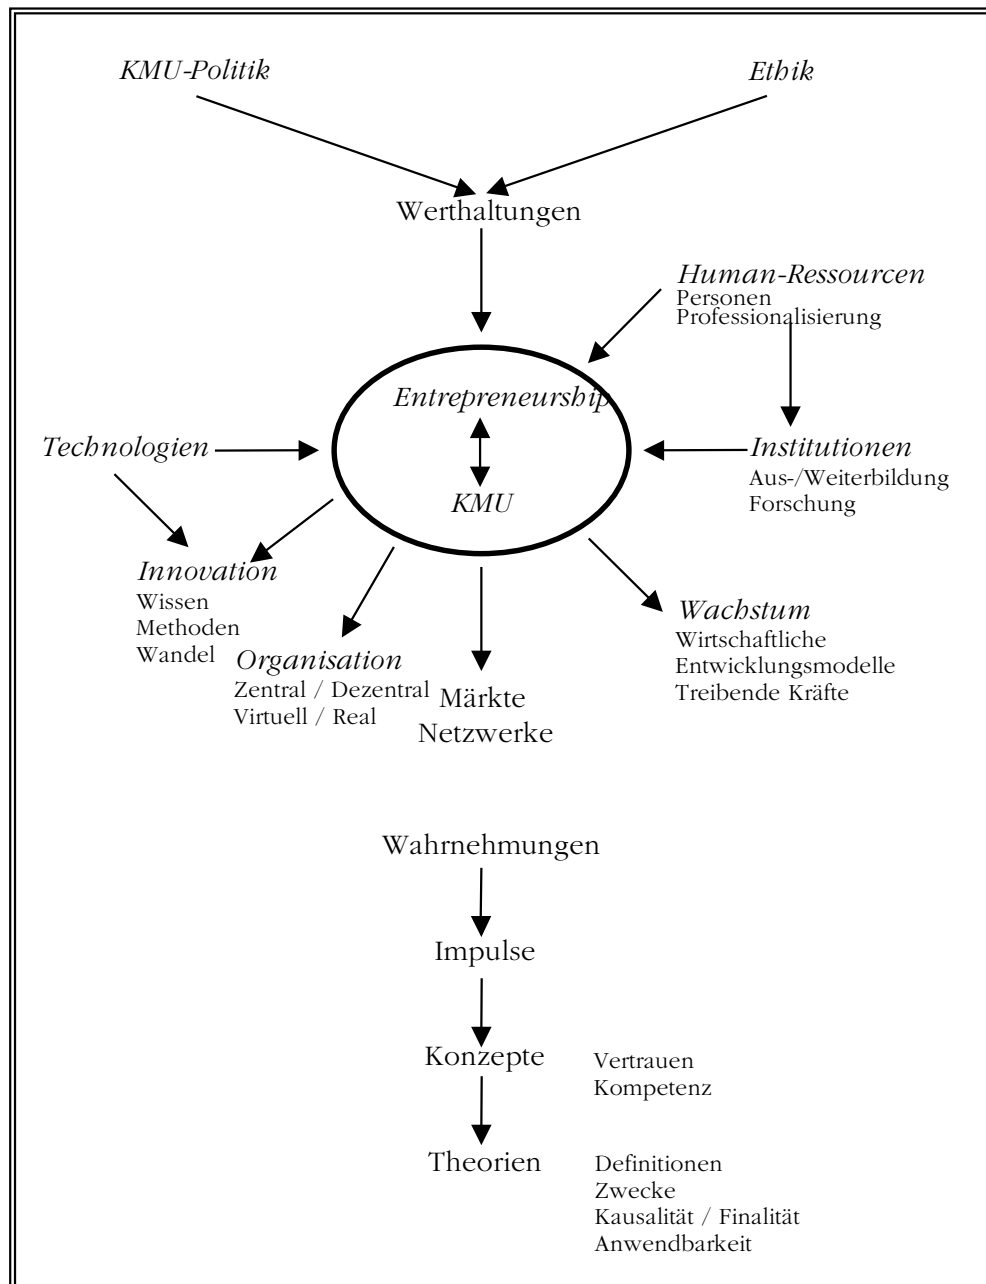 KMU-Politik
Ethik
Werthaltungen
Human-Ressourcen
Personen
Professionalisierung
Entrepreneurship
KMU
Technologien
Institutionen
Aus-/Weiterbildung
Forschung
Innovation
Wissen
Methoden
Wandel
Organisation
Zentral / Dezentral
Virtuell / Real
Märkte
Netzwerke
Wachstum
Wirtschaftliche
Entwicklungsmodelle
Treibende Kräfte
Wahrnehmungen
Impulse
Konzepte
Vertrauen
Kompetenz
Theorien
Definitionen
Zwecke
Kausalität / Finalität
Anwendbarkeit